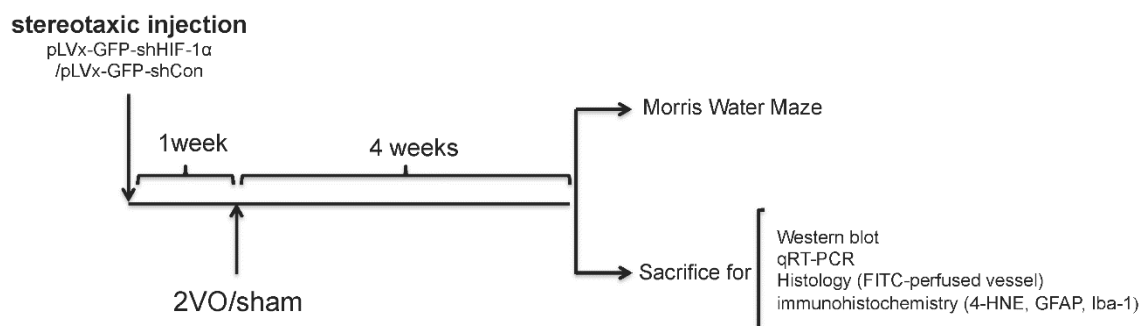 stereotaxic injection
pLVx-GFP-shHIF-1α
/pLVx-GFP-shCon
1week
4 weeks
2VO/sham
Morris Water Maze
Sacrifice for
Western blot
qRT-PCR
Histology (FITC-perfused vessel)
immunohistochemistry (4-HNE, GFAP, Iba-1)